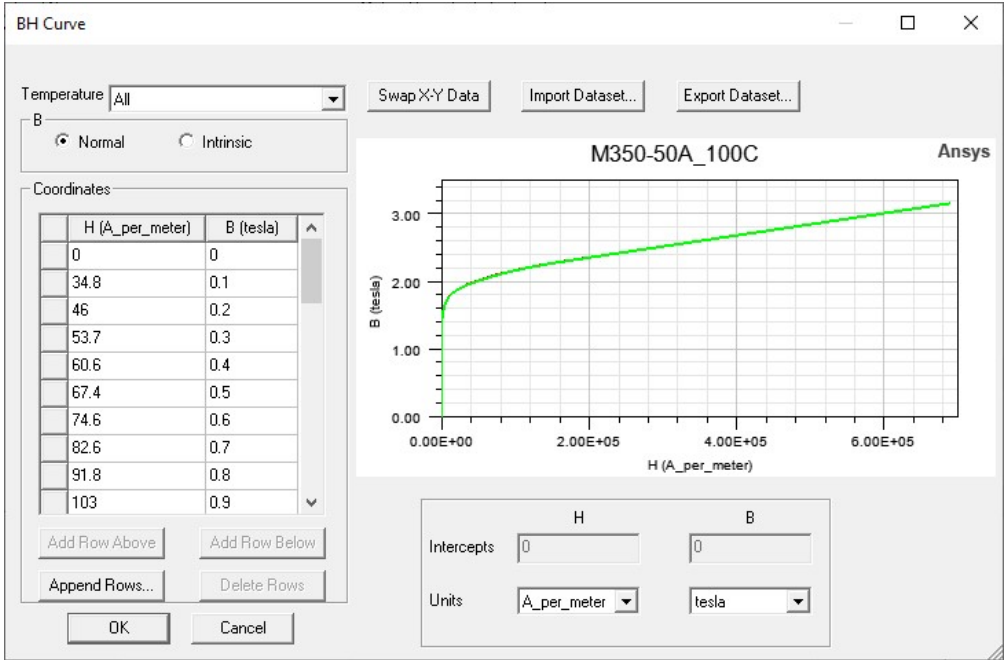 BH Curve
Temperature All
Swap X-Y Data Import Dataset... Export Dataset...
B
Normal Intrinsic
Coordinates
H (A_per_meter) B (tesla)
0 0
34.8 0.1
46 0.2
53.7 0.3
60.6 0.4
67.4 0.5
74.6 0.6
82.6 0.7
91.8 0.8
103 0.9
Add Row Above Add Row Below
Append Rows... Delete Rows
OK Cancel
M350-50A_100C Ansys
3.00
2.00
1.00
0.00
B (tesla)
0.00E+00 2.00E+05 4.00E+05 6.00E+05
H (A_per_meter)
H B
Intercepts 0 0
Units A_per_meter tesla